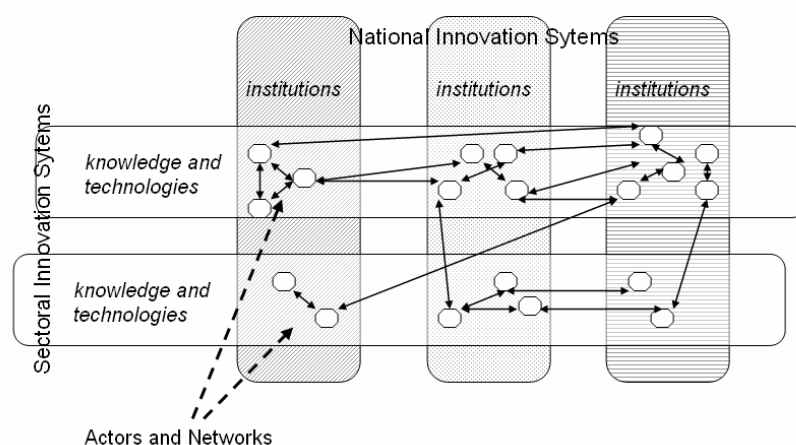 National Innovation Sytems
institutions
institutions
institutions
Sectoral Innovation Sytems
knowledge and
technologies
knowledge and
technologies
Actors and Networks